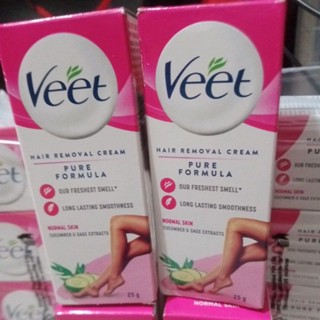 Veet
HAIR REMOVAL CREAM
PURE
FORMULA
OUR FRESHEST SMELL*
LONG LASTING SMOOTHNESS
NORMAL SKIN
CUCUMBER & SAGE EXTRACTS
25 g
Veet
HAIR REMOVAL CREAM
PURE
FORMULA
OUR FRESHEST SMELL*
LONG LASTING SMOOTHNESS
NORMAL SKIN
CUCUMBER & SAGE EXTRACTS
25 g
NORMAL SKIN